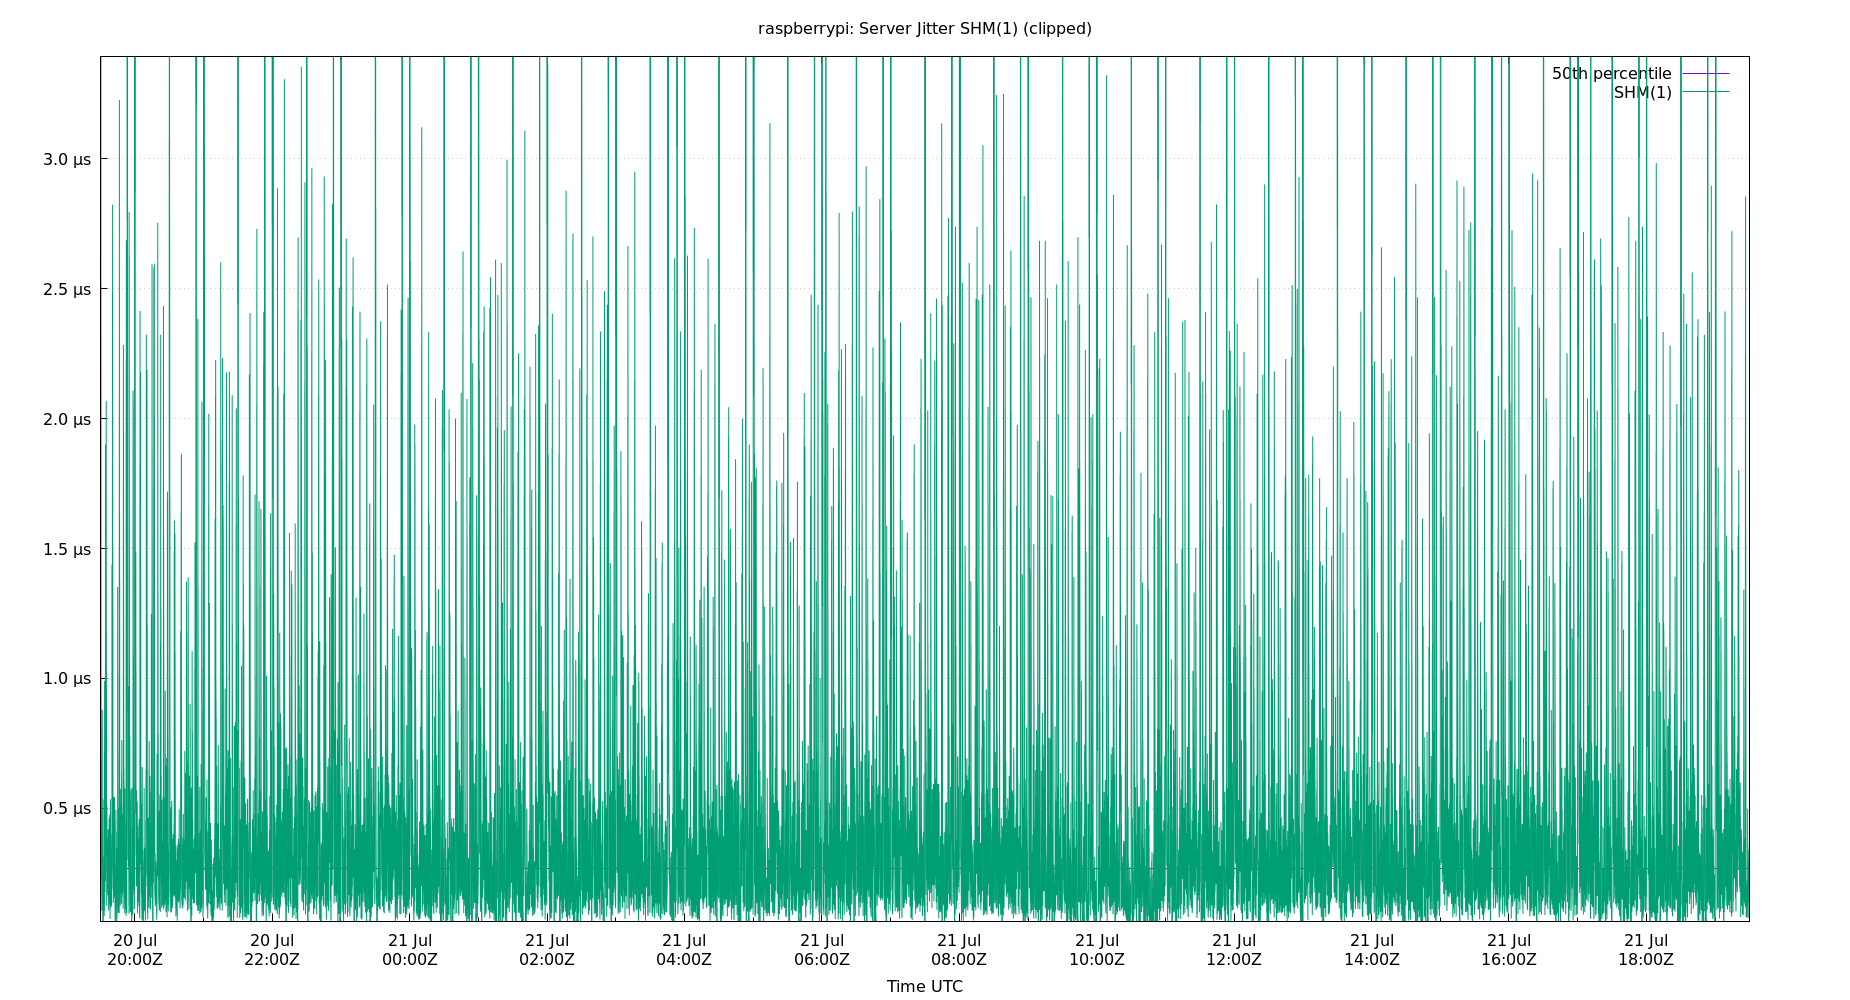 raspberrypi: Server Jitter SHM(1) (clipped)
50th percentile
SHM(1)
3.0 µs
2.5 µs
2.0 µs
1.5 µs
1.0 µs
0.5 µs
20 Jul 20 Jul 21 Jul 21 Jul 21 Jul 21 Jul 21 Jul 21 Jul 21 Jul 21 Jul 21 Jul 21 Jul
20:00Z 22:00Z 00:00Z 02:00Z 04:00Z 06:00Z 08:00Z 10:00Z 12:00Z 14:00Z 16:00Z 18:00Z
Time UTC